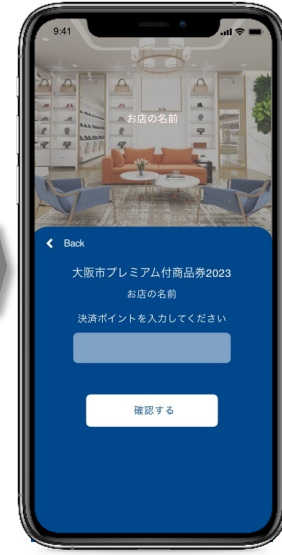 9:41
お店の名前
Back
大阪市プレミアム付商品券2023
お店の名前
決済ポイントを入力してください
確認する